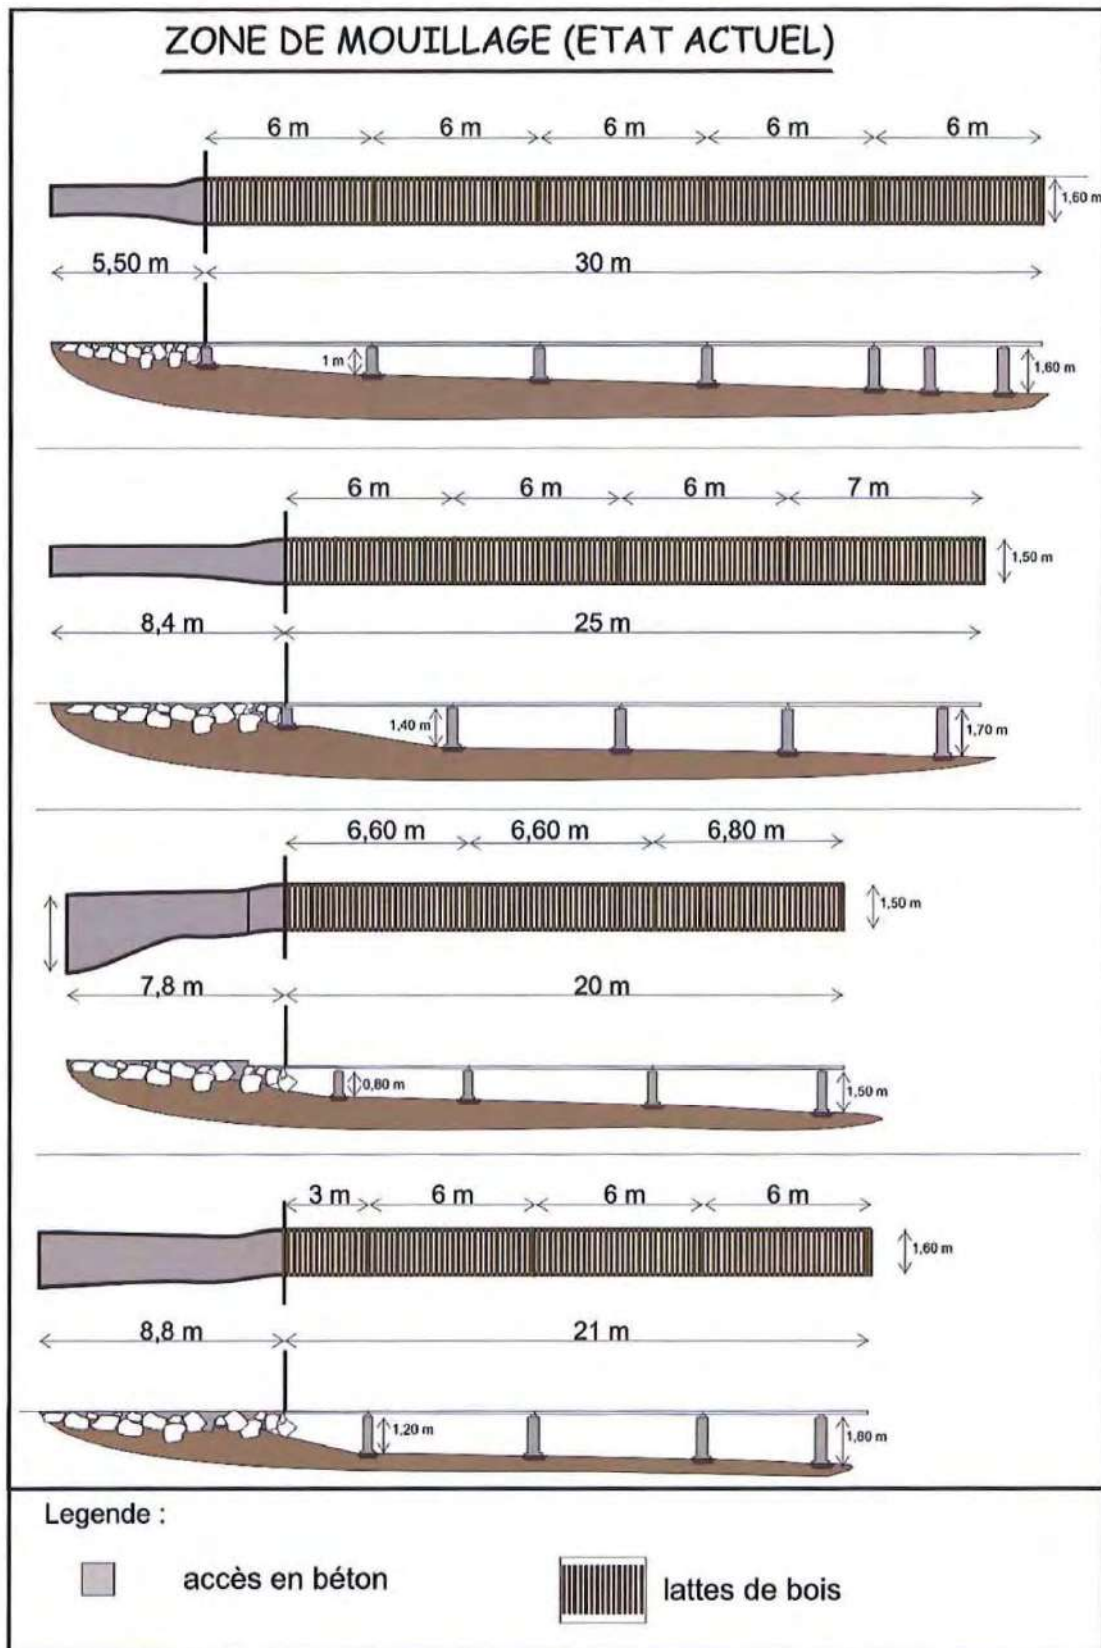 ZONE DE MOUILLAGE (ETAT ACTUEL)
6 m 6 m 6 m 6 m 6 m
1,60 m
5,50 m 30 m
1 m
1,60 m
6 m 6 m 6 m 7 m
1,50 m
8,4 m 25 m
1,40 m
1,70 m
6,60 m 6,60 m 6,80 m
1,50 m
7,8 m 20 m
0,80 m
1,50 m
3 m 6 m 6 m 6 m
1,60 m
8,8 m 21 m
1,20 m
1,80 m
Legende :
accès en béton
lattes de bois